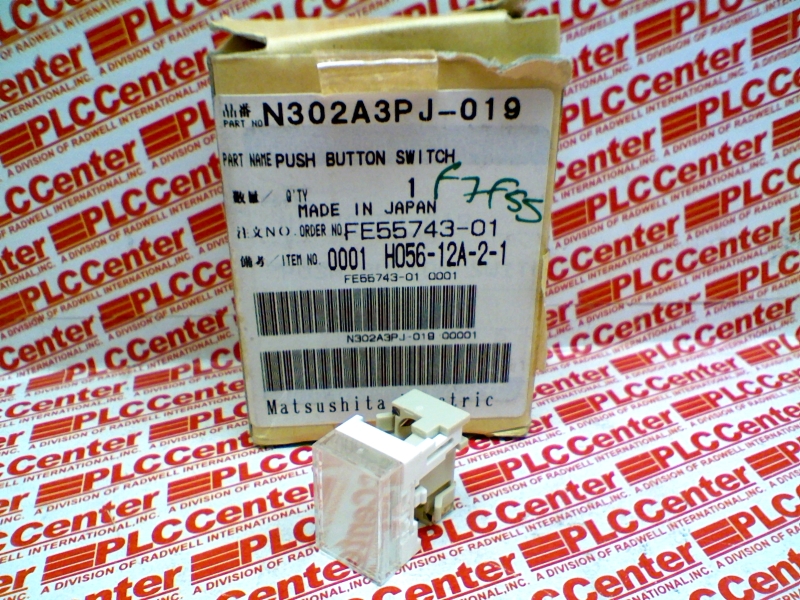 品番 PART NO. N302A3PJ-019
PART NAME PUSH BUTTON SWITCH
数量/Q'TY 1
F7F55
MADE IN JAPAN
注文NO. ORDER NO. FE55743-01
備考/ITEM NO. 0001 H056-12A-2-1
FE55743-01 0001
N302A3PJ-019 00001
Matsushita Electric
PLCCenter
A DIVISION OF RADWELL INTERNATIONAL, INC.